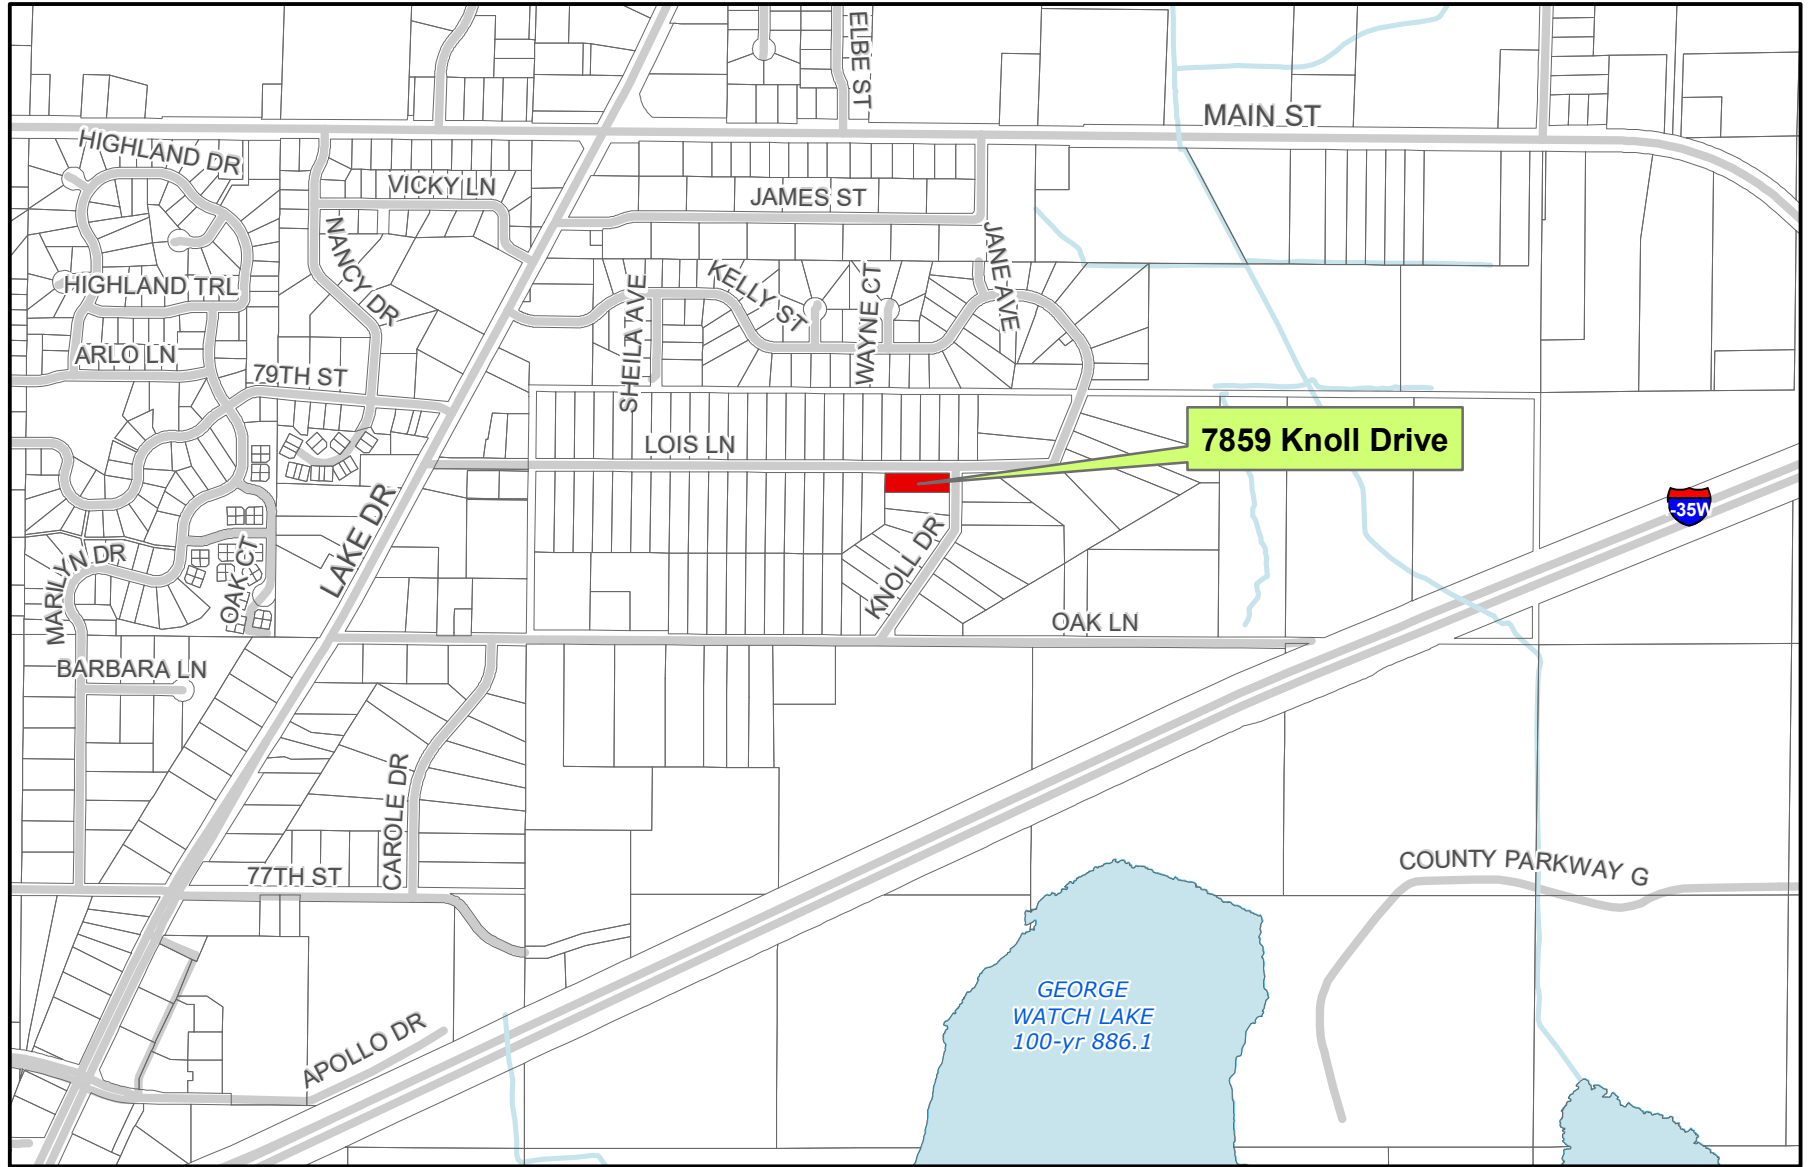 ELBE ST
MAIN ST
HIGHLAND DR
VICKY LN
JAMES ST
NANCY DR
JANE AVE
HIGHLAND TRL
SHEILA AVE
KELLY ST
WAYNE CT
ARLO LN
79TH ST
LOIS LN
7859 Knoll Drive
I-35W
LAKE DR
MARILYN DR
OAK CT
KNOLL DR
OAK LN
BARBARA LN
CAROLE DR
77TH ST
COUNTY PARKWAY G
GEORGE
WATCH LAKE
100-yr 886.1
APOLLO DR